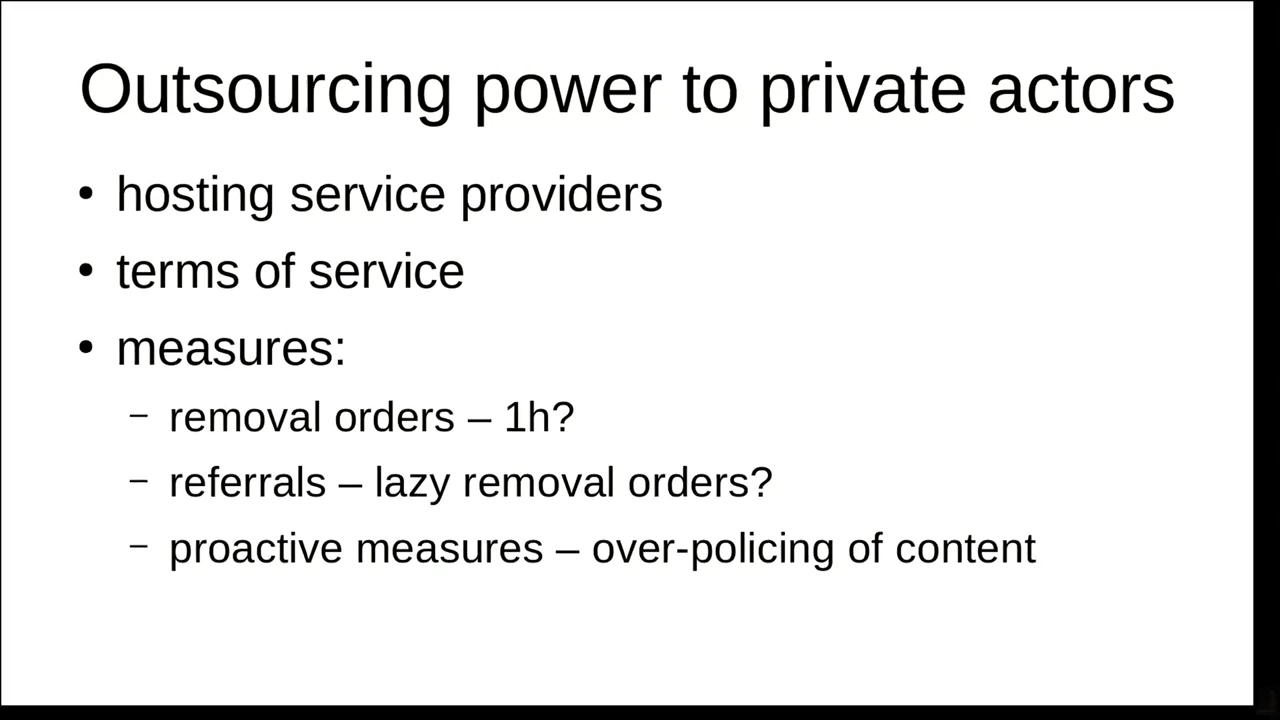 Outsourcing power to private actors
• hosting service providers
• terms of service
• measures:
– removal orders – 1h?
– referrals – lazy removal orders?
– proactive measures – over-policing of content